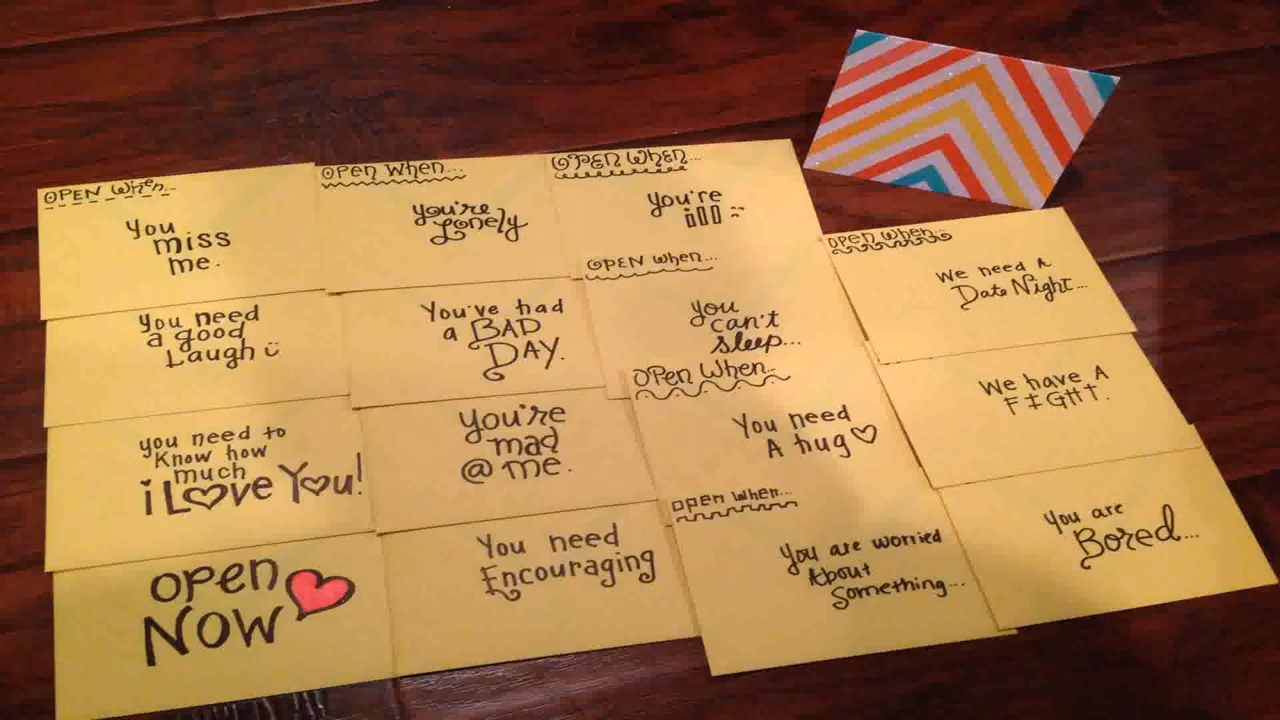 OPEN When...
You
miss
me.
You need
a good
Laugh
you need to
Know how
much
i Love You!
OPEN
NOW
OPEN When...
you're
Lonely
You've had
a BAD
DAY.
you're
mad
@ me.
You need
Encouraging
OPEN When...
you're
ill
OPEN when...
you
can't
sleep...
OPen When...
You need
A hug
open when...
You are worried
About
Something...
OPEN When...
We need A
Date Night...
We have A
FIGHT.
You are
Bored...